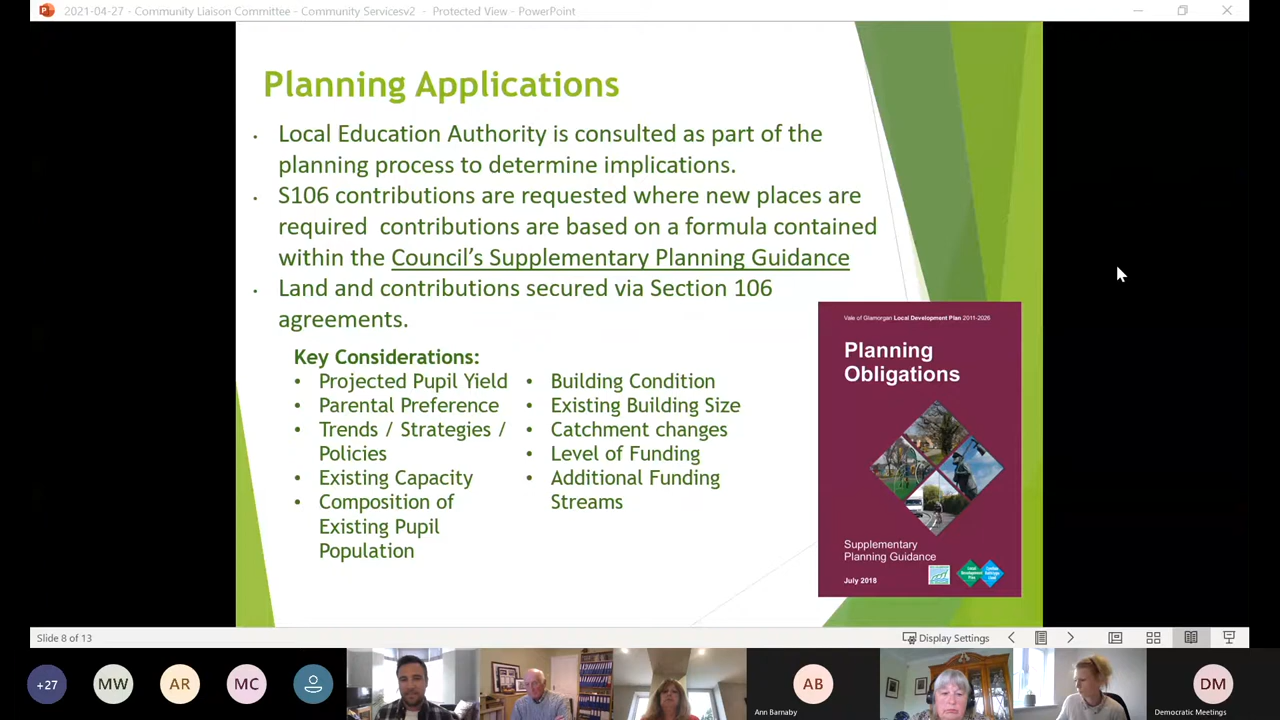 2021-04-27 - Community Liaison Committee - Community Servicesv2 - Protected View - PowerPoint
Planning Applications
• Local Education Authority is consulted as part of the
planning process to determine implications.
• S106 contributions are requested where new places are
required contributions are based on a formula contained
within the Council's Supplementary Planning Guidance
• Land and contributions secured via Section 106
agreements.
Key Considerations:
• Projected Pupil Yield
• Parental Preference
• Trends / Strategies /
Policies
• Existing Capacity
• Composition of
Existing Pupil
Population
• Building Condition
• Existing Building Size
• Catchment changes
• Level of Funding
• Additional Funding
Streams
Vale of Glamorgan Local Development Plan 2011-2026
Planning
Obligations
Supplementary
Planning Guidance
July 2018
Slide 8 of 13
Display Settings
+27
MW
AR
MC
AB
Ann Barnaby
DM
Democratic Meetings